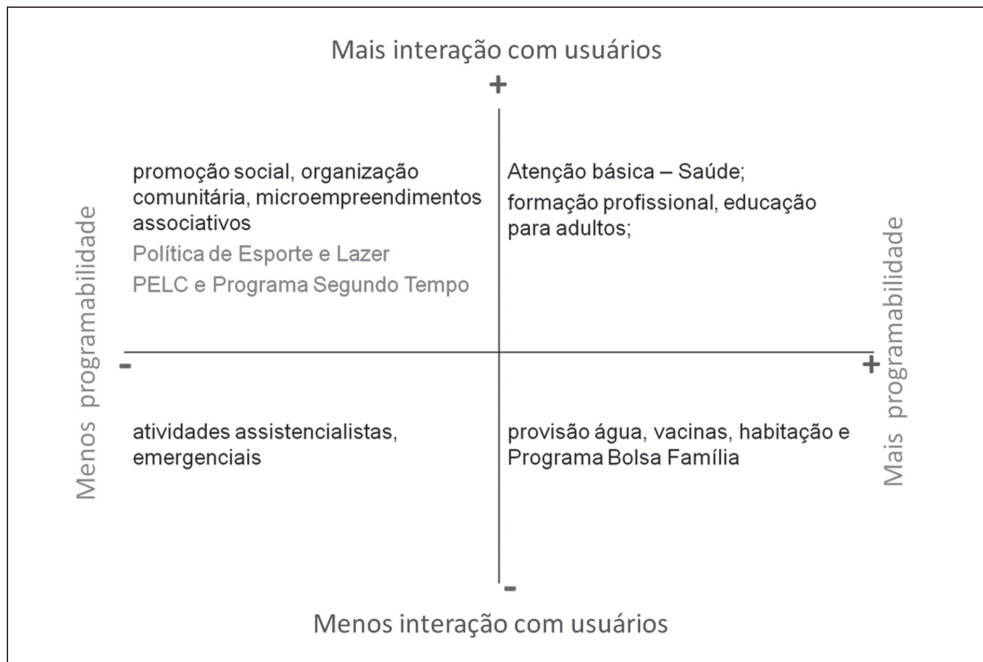 Mais interação com usuários
+
promoção social, organização
comunitária, microempreendimentos
associativos
Política de Esporte e Lazer
PELC e Programa Segundo Tempo
Atenção básica – Saúde;
formação profissional, educação
para adultos;
Menos programabilidade
-
+
Mais programabilidade
atividades assistencialistas,
emergenciais
provisão água, vacinas, habitação e
Programa Bolsa Família
-
Menos interação com usuários